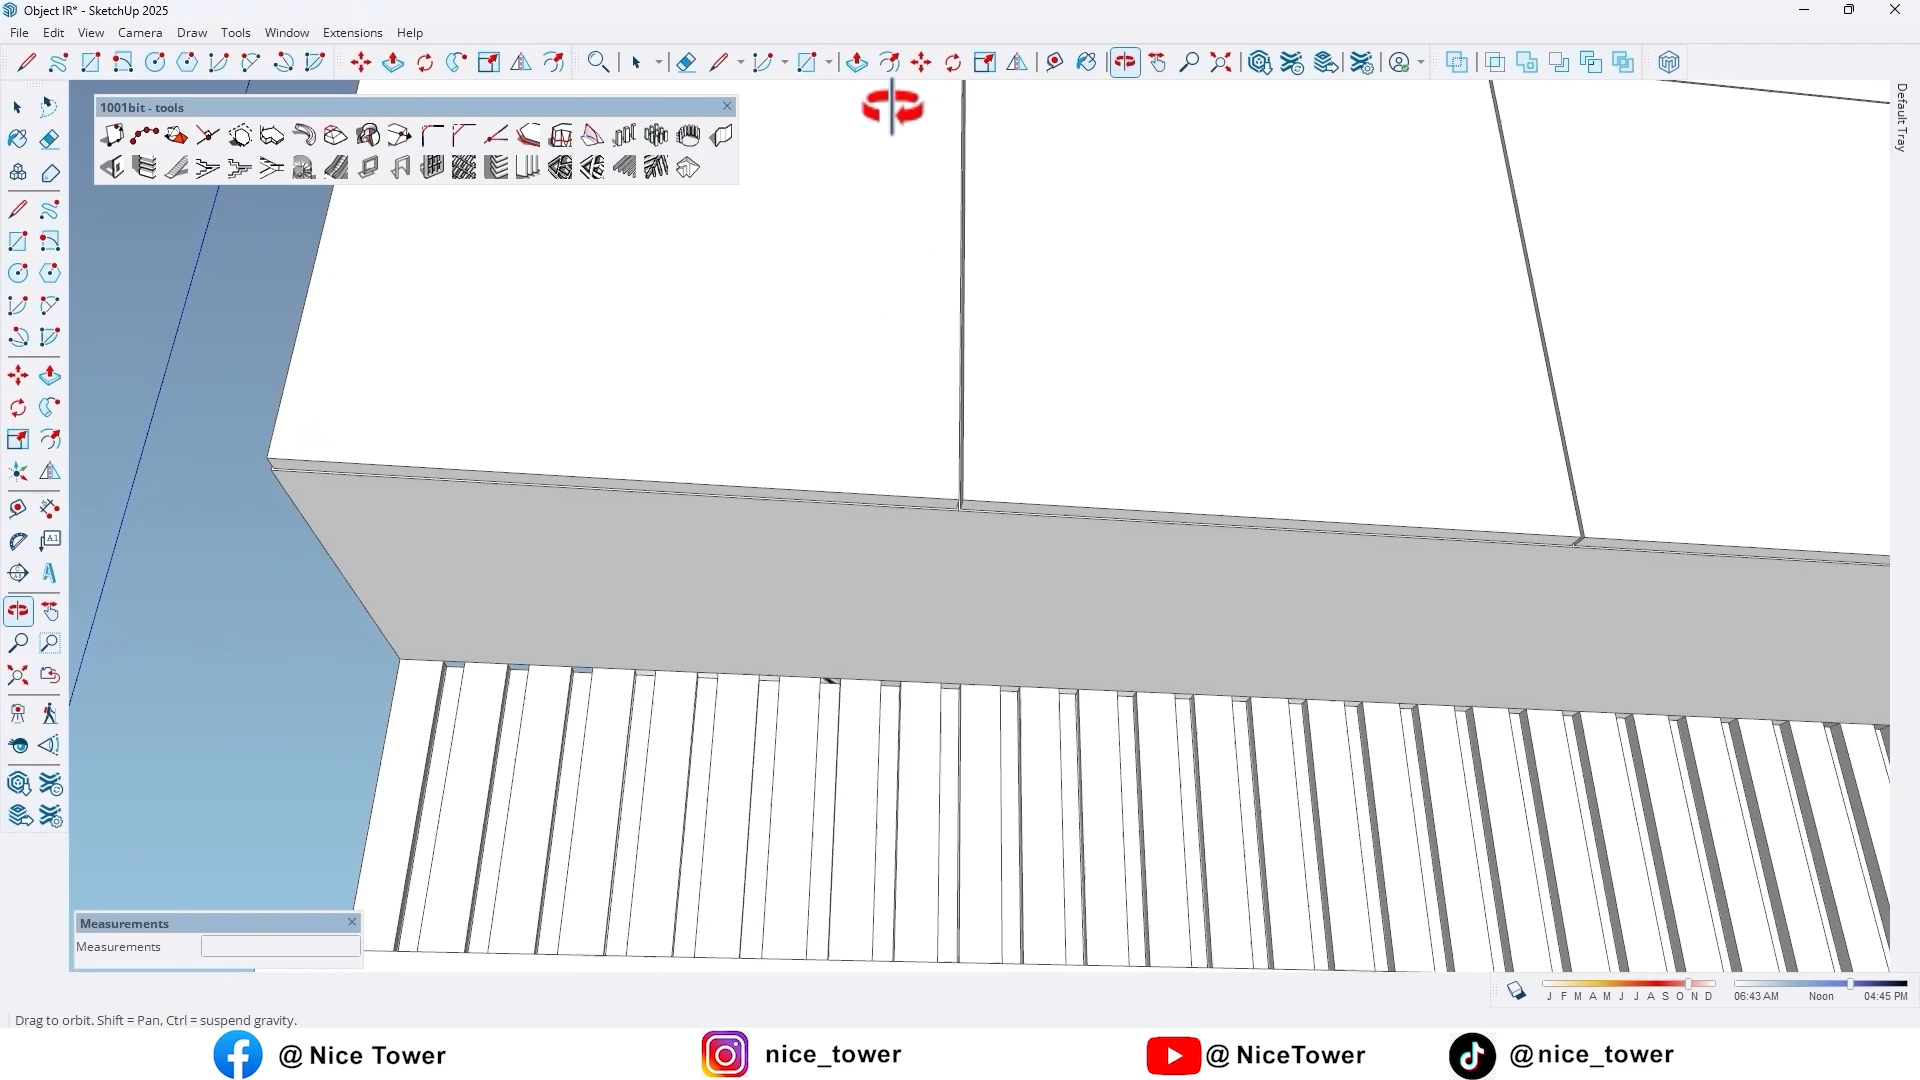 Object IR* - SketchUp 2025
File Edit View Camera Draw Tools Window Extensions Help
1001bit - tools
Default Tray
A1
Measurements
Measurements
J F M A M J J A S O N D
06:43 AM Noon 04:45 PM
Drag to orbit. Shift = Pan, Ctrl = suspend gravity.
@ Nice Tower nice_tower @ NiceTower @nice_tower